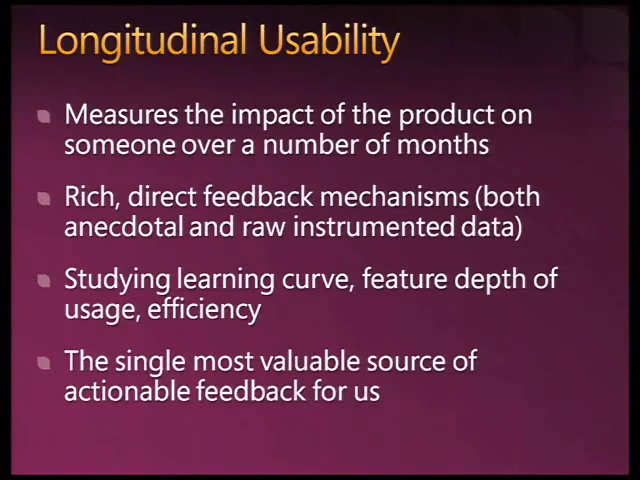 Longitudinal Usability
Measures the impact of the product on
someone over a number of months
Rich, direct feedback mechanisms (both
anecdotal and raw instrumented data)
Studying learning curve, feature depth of
usage, efficiency
The single most valuable source of
actionable feedback for us